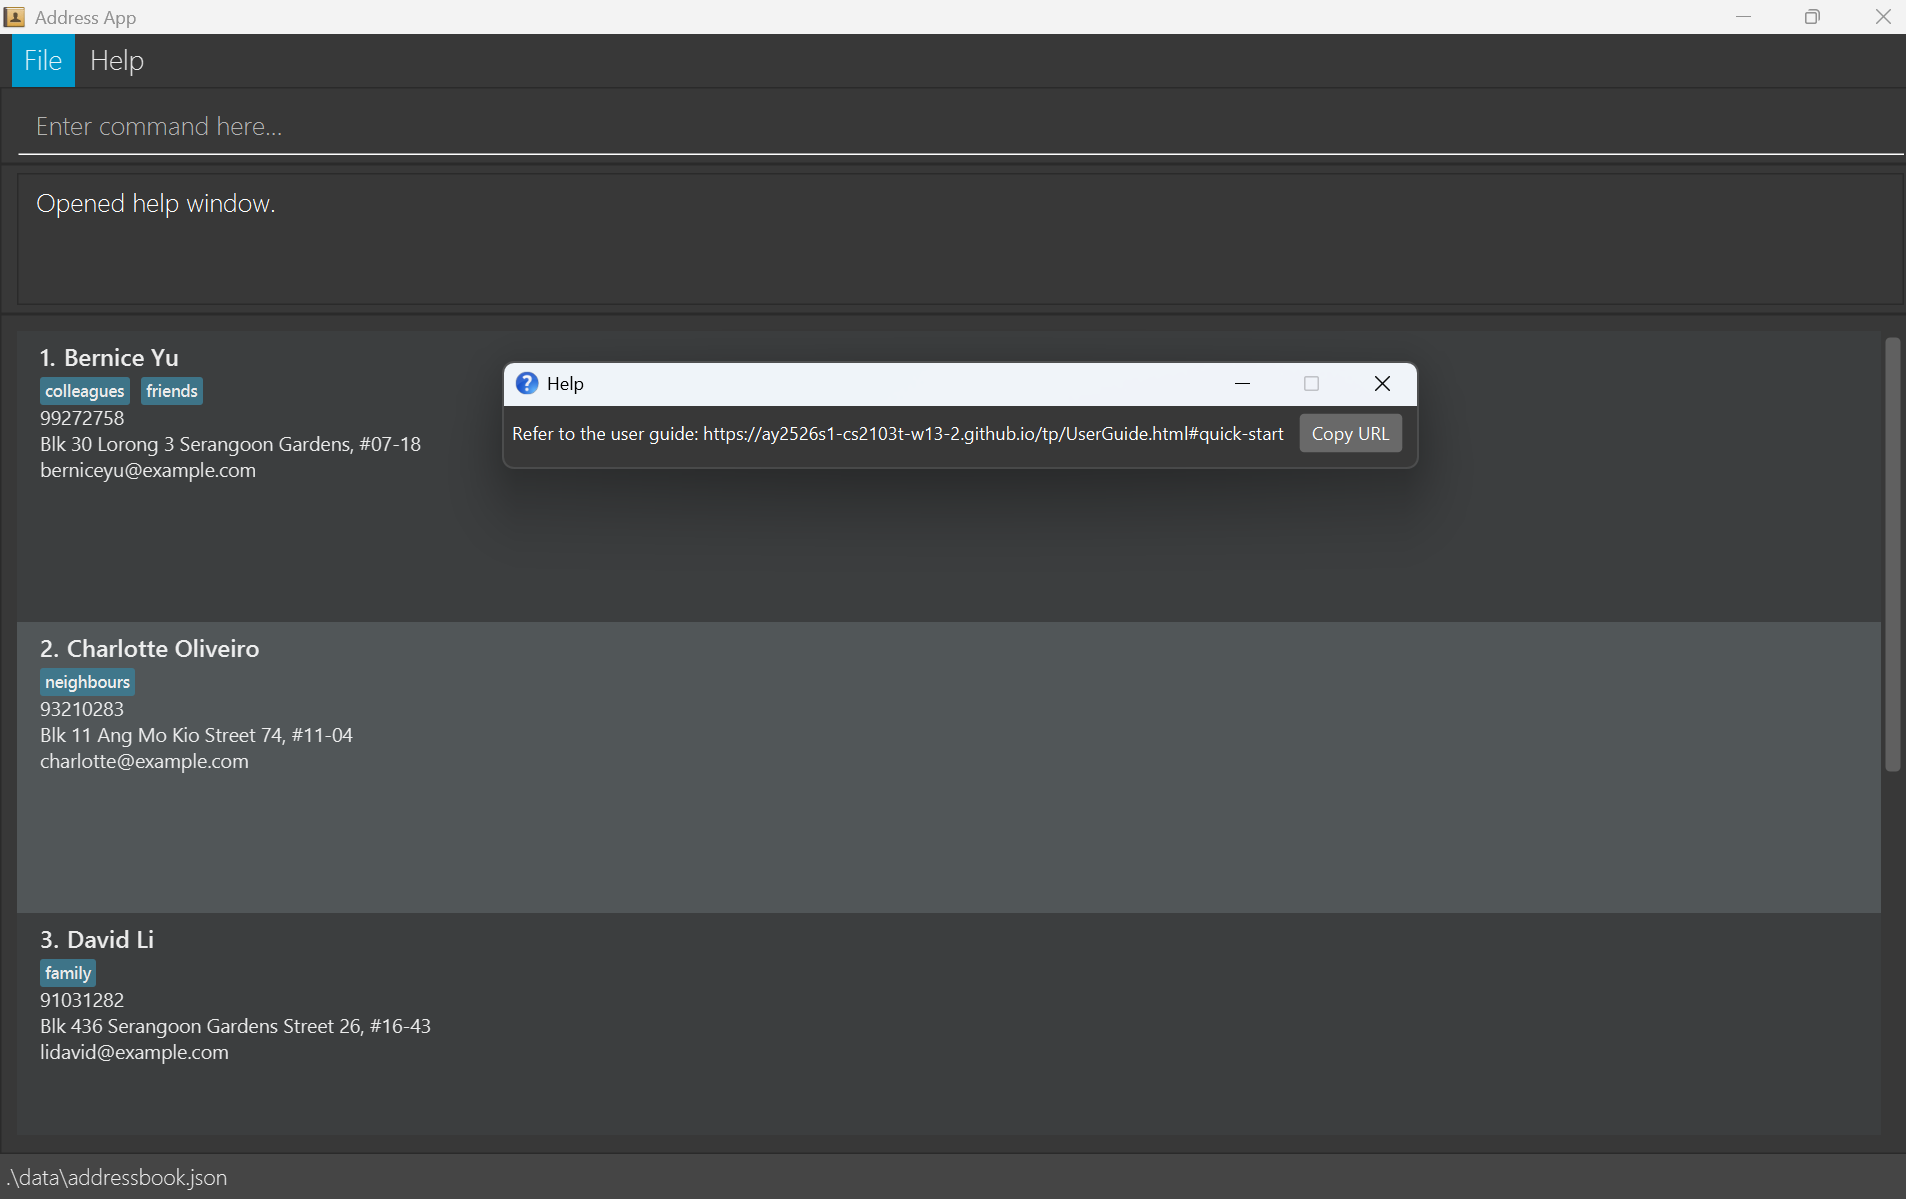 Address App
File Help
Enter command here...
Opened help window.
1. Bernice Yu
colleagues friends
99272758
Blk 30 Lorong 3 Serangoon Gardens, #07-18
berniceyu@example.com
Help
Refer to the user guide: https://ay2526s1-cs2103t-w13-2.github.io/tp/UserGuide.html#quick-start Copy URL
2. Charlotte Oliveiro
neighbours
93210283
Blk 11 Ang Mo Kio Street 74, #11-04
charlotte@example.com
3. David Li
family
91031282
Blk 436 Serangoon Gardens Street 26, #16-43
lidavid@example.com
.\data\addressbook.json